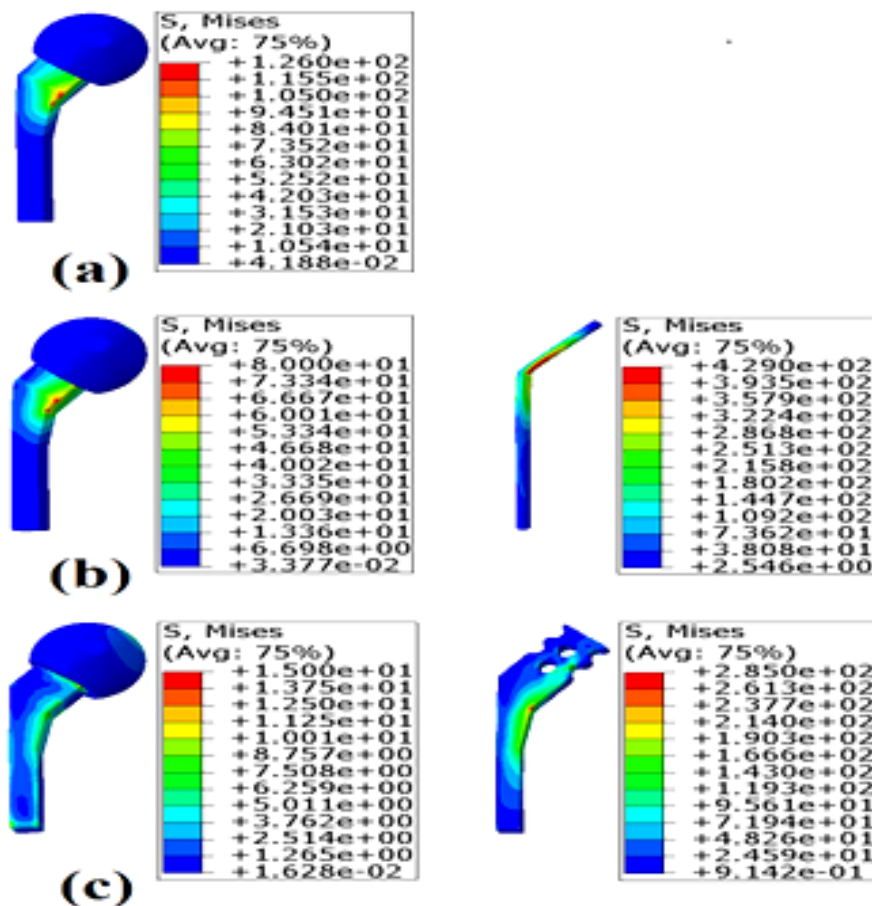 S, Mises
(Avg: 75%)
+1.260e+02
+1.155e+02
+1.050e+02
+9.451e+01
+8.401e+01
+7.352e+01
+6.302e+01
+5.252e+01
+4.203e+01
+3.153e+01
+2.103e+01
+1.054e+01
+4.188e-02
(a)
S, Mises
(Avg: 75%)
+8.000e+01
+7.334e+01
+6.667e+01
+6.001e+01
+5.334e+01
+4.668e+01
+4.002e+01
+3.335e+01
+2.669e+01
+2.003e+01
+1.336e+01
+6.698e+00
+3.377e-02
S, Mises
(Avg: 75%)
+4.290e+02
+3.935e+02
+3.579e+02
+3.224e+02
+2.868e+02
+2.513e+02
+2.158e+02
+1.802e+02
+1.447e+02
+1.092e+02
+7.362e+01
+3.808e+01
+2.546e+00
(b)
S, Mises
(Avg: 75%)
+1.500e+01
+1.375e+01
+1.250e+01
+1.125e+01
+1.001e+01
+8.757e+00
+7.508e+00
+6.259e+00
+5.011e+00
+3.762e+00
+2.514e+00
+1.265e+00
+1.628e-02
S, Mises
(Avg: 75%)
+2.850e+02
+2.613e+02
+2.377e+02
+2.140e+02
+1.903e+02
+1.666e+02
+1.430e+02
+1.193e+02
+9.561e+01
+7.194e+01
+4.826e+01
+2.459e+01
+9.142e-01
(c)